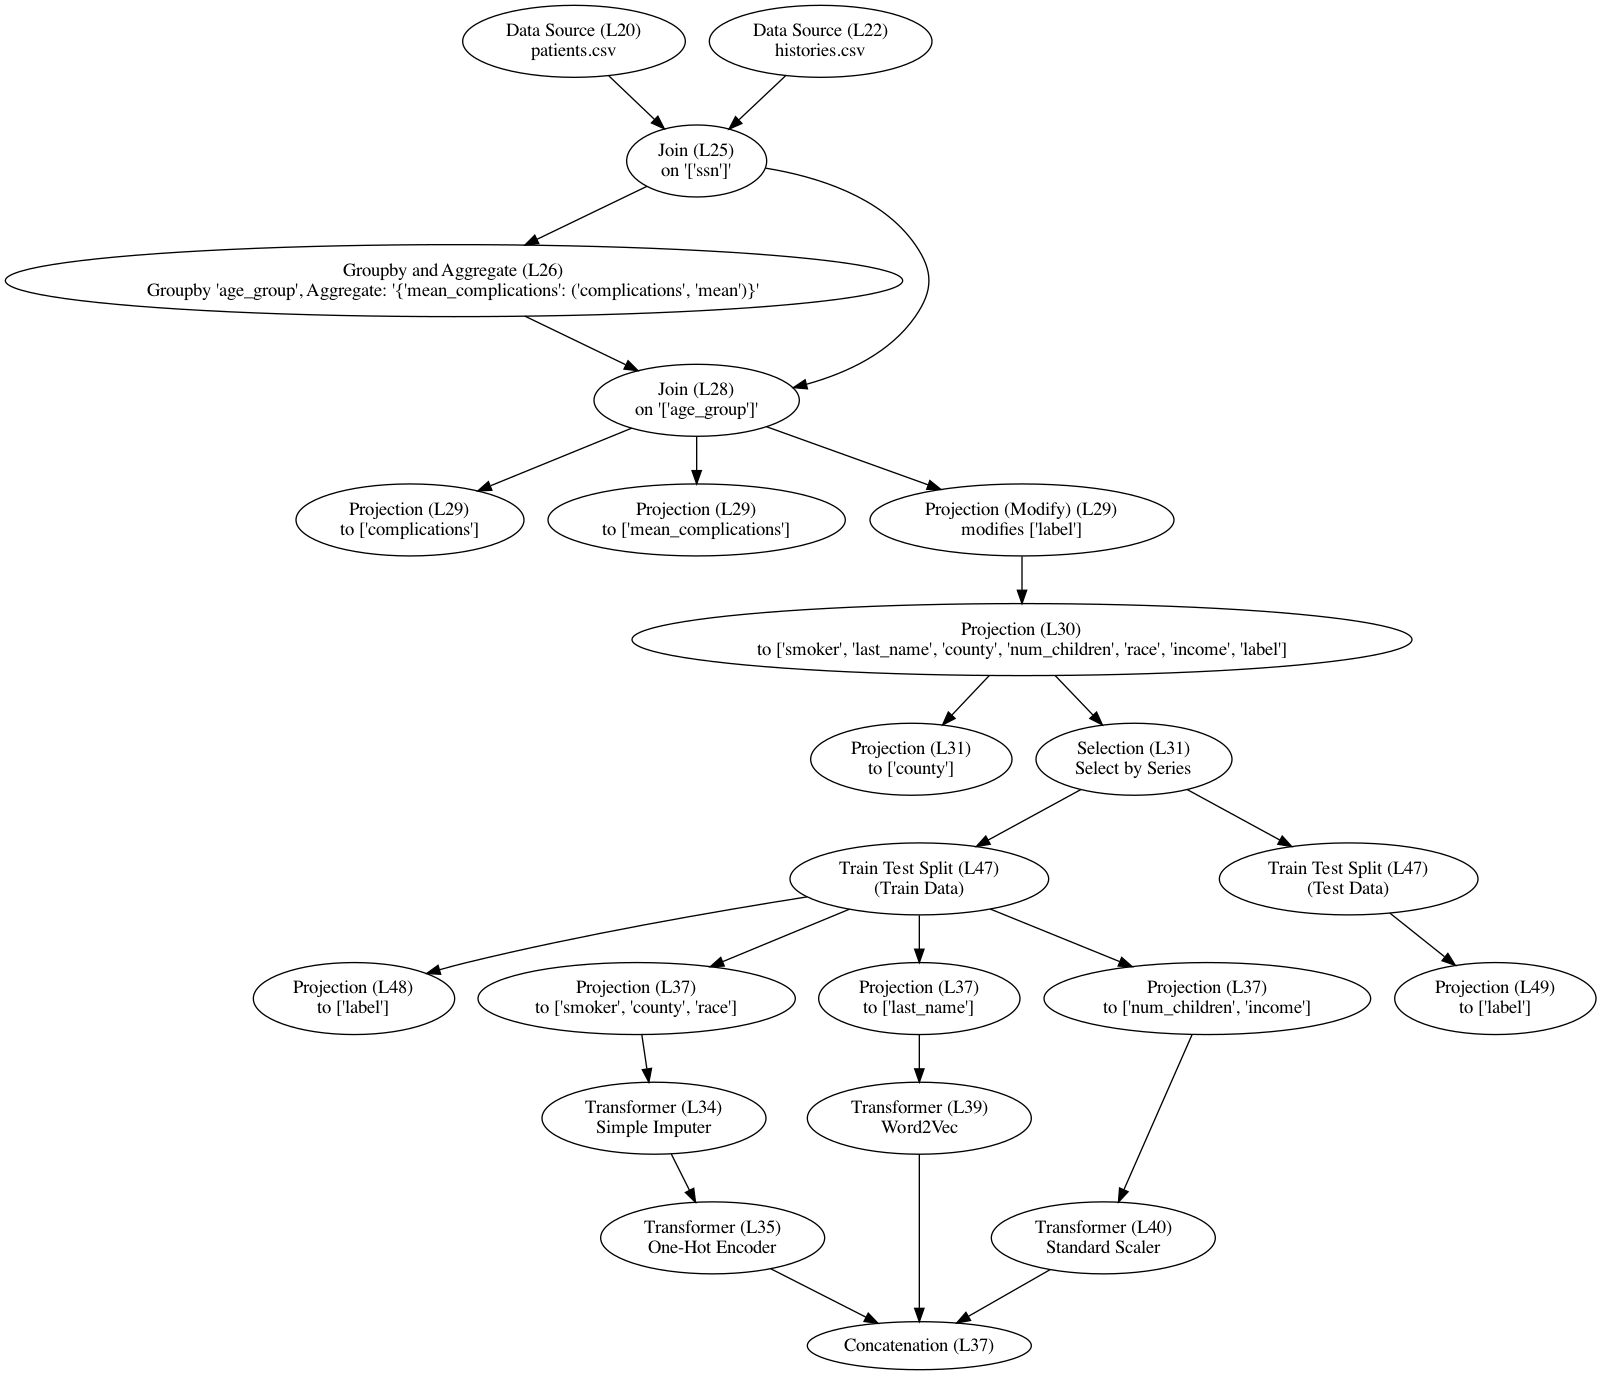 Data Source (L20)
patients.csv
Data Source (L22)
histories.csv
Join (L25)
on '['ssn']'
Groupby and Aggregate (L26)
Groupby 'age_group', Aggregate: '{'mean_complications': ('complications', 'mean')}'
Join (L28)
on '['age_group']'
Projection (L29)
to ['complications']
Projection (L29)
to ['mean_complications']
Projection (Modify) (L29)
modifies ['label']
Projection (L30)
to ['smoker', 'last_name', 'county', 'num_children', 'race', 'income', 'label']
Projection (L31)
to ['county']
Selection (L31)
Select by Series
Train Test Split (L47)
(Train Data)
Train Test Split (L47)
(Test Data)
Projection (L48)
to ['label']
Projection (L37)
to ['smoker', 'county', 'race']
Projection (L37)
to ['last_name']
Projection (L37)
to ['num_children', 'income']
Projection (L49)
to ['label']
Transformer (L34)
Simple Imputer
Transformer (L39)
Word2Vec
Transformer (L35)
One-Hot Encoder
Transformer (L40)
Standard Scaler
Concatenation (L37)